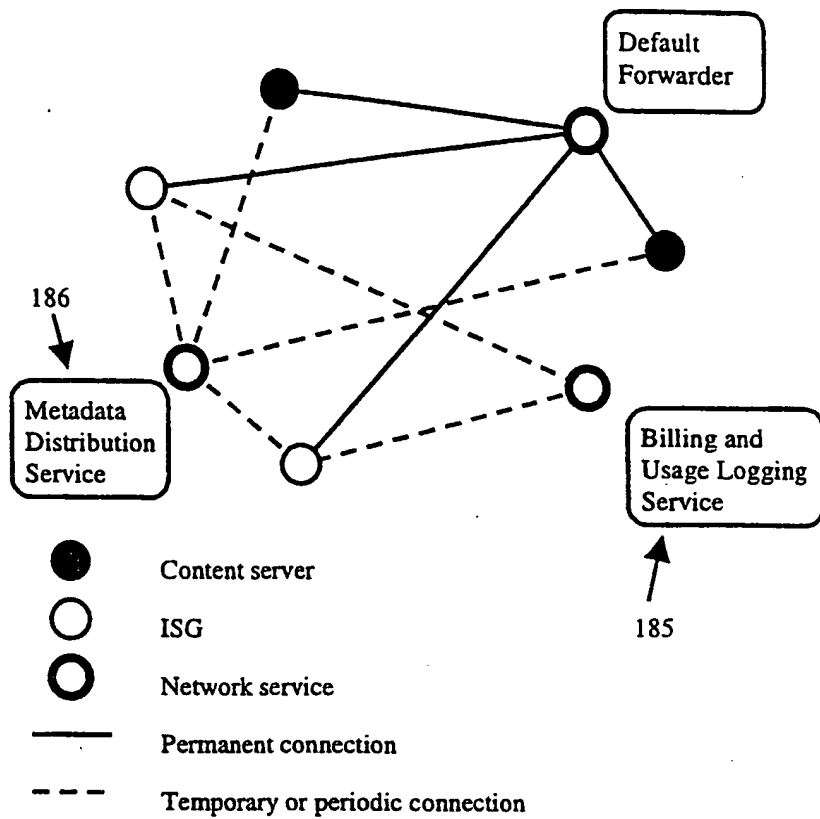 Default
Forwarder
186
Metadata
Distribution
Service
Billing and
Usage Logging
Service
185
Content server
ISG
Network service
Permanent connection
Temporary or periodic connection